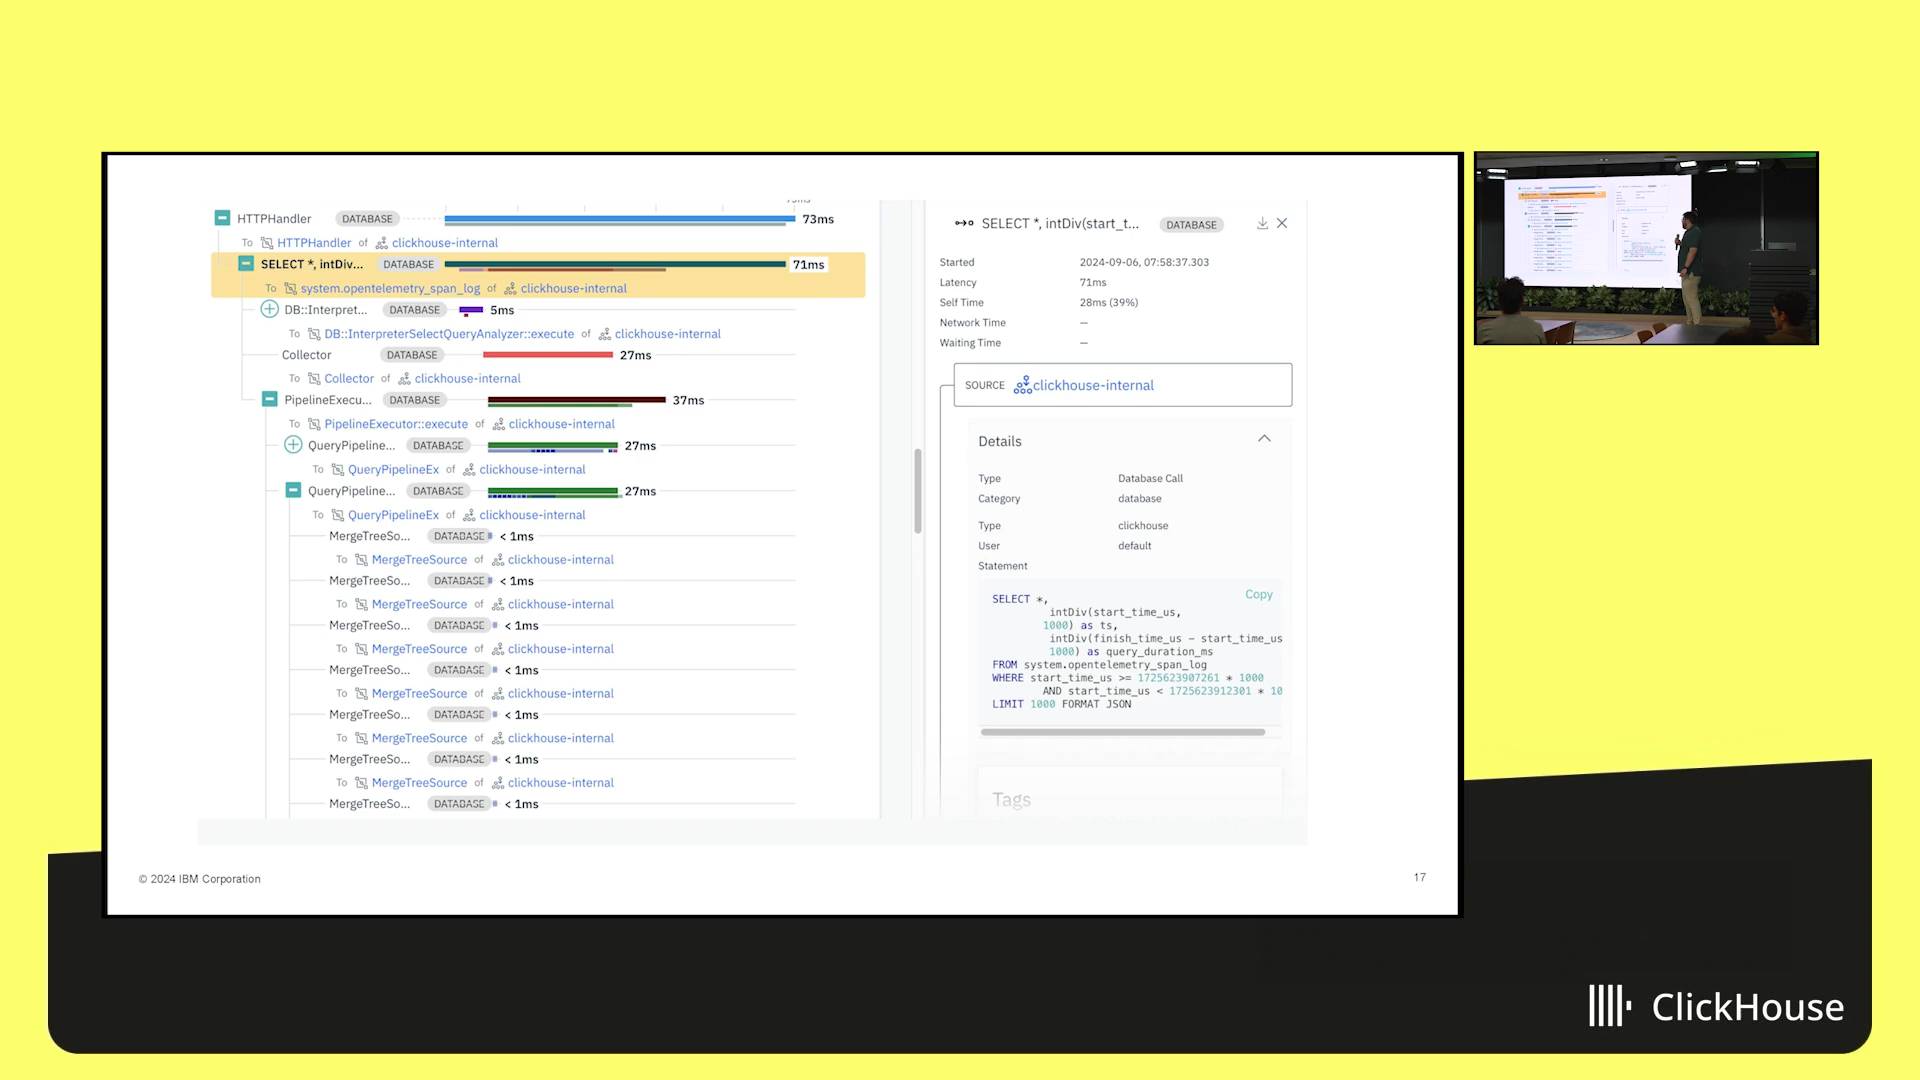 HTTPHandler DATABASE 73ms
To HTTPHandler of clickhouse-internal
SELECT *, intDiv... DATABASE 71ms
To system.opentelemetry_span_log of clickhouse-internal
DB::Interpret... DATABASE 5ms
To DB::InterpreterSelectQueryAnalyzer::execute of clickhouse-internal
Collector DATABASE 27ms
To Collector of clickhouse-internal
PipelineExecu... DATABASE 37ms
To PipelineExecutor::execute of clickhouse-internal
QueryPipeline... DATABASE 27ms
To QueryPipelineEx of clickhouse-internal
QueryPipeline... DATABASE 27ms
To QueryPipelineEx of clickhouse-internal
MergeTreeSo... DATABASE < 1ms
To MergeTreeSource of clickhouse-internal
MergeTreeSo... DATABASE < 1ms
To MergeTreeSource of clickhouse-internal
MergeTreeSo... DATABASE < 1ms
To MergeTreeSource of clickhouse-internal
MergeTreeSo... DATABASE < 1ms
To MergeTreeSource of clickhouse-internal
MergeTreeSo... DATABASE < 1ms
To MergeTreeSource of clickhouse-internal
MergeTreeSo... DATABASE < 1ms
To MergeTreeSource of clickhouse-internal
MergeTreeSo... DATABASE < 1ms
SELECT *, intDiv(start_t... DATABASE
Started 2024-09-06, 07:58:37.303
Latency 71ms
Self Time 28ms (39%)
Network Time –
Waiting Time –
SOURCE clickhouse-internal
Details
Type Database Call
Category database
Type clickhouse
User default
Statement
Copy
SELECT *,
intDiv(start_time_us,
1000) as ts,
intDiv(finish_time_us - start_time_us
1000) as query_duration_ms
FROM system.opentelemetry_span_log
WHERE start_time_us >= 1725623907261 * 1000
AND start_time_us < 1725623912301 * 10
LIMIT 1000 FORMAT JSON
Tags
© 2024 IBM Corporation
17
ClickHouse